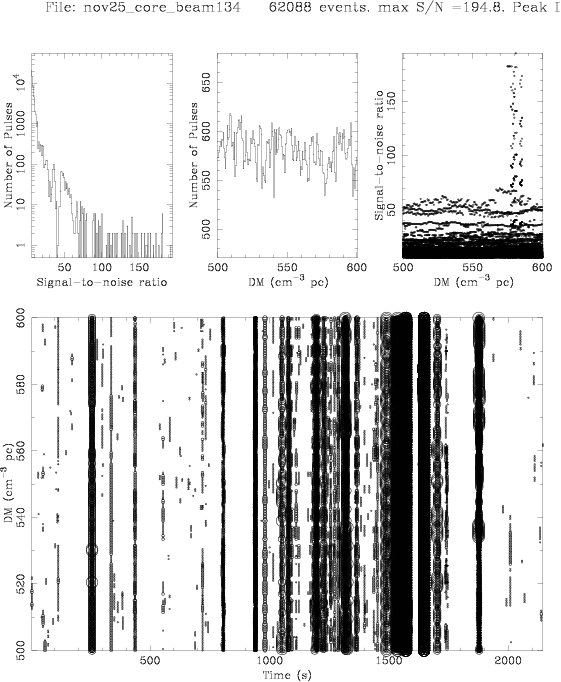 File: nov25_core_beam134 62088 events. max S/N =194.8. Peak
Number of Pulses
10⁴
1000
100
10
1
50 100 150
Signal-to-noise ratio
Number of Pulses
650
600
550
500
500 550 600
DM (cm⁻³ pc)
Signal-to-noise ratio
150
100
50
500 550 600
DM (cm⁻³ pc)
DM (cm⁻³ pc)
600
580
560
540
520
500
500 1000 1500 2000
Time (s)